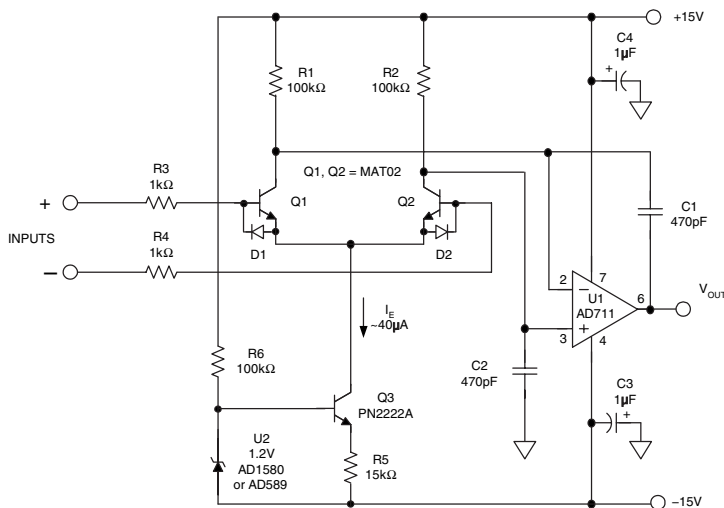 +15V
C4
1µF
+
R1
100kΩ
R2
100kΩ
Q1, Q2 = MAT02
R3
1kΩ
+
Q1
Q2
C1
470pF
INPUTS
R4
1kΩ
D1
D2
−
2
−
7
U1
AD711
6
VOUT
3
+
4
IE
~40µA
C2
470pF
R6
100kΩ
C3
1µF
+
Q3
PN2222A
U2
1.2V
AD1580
or AD589
R5
15kΩ
−15V